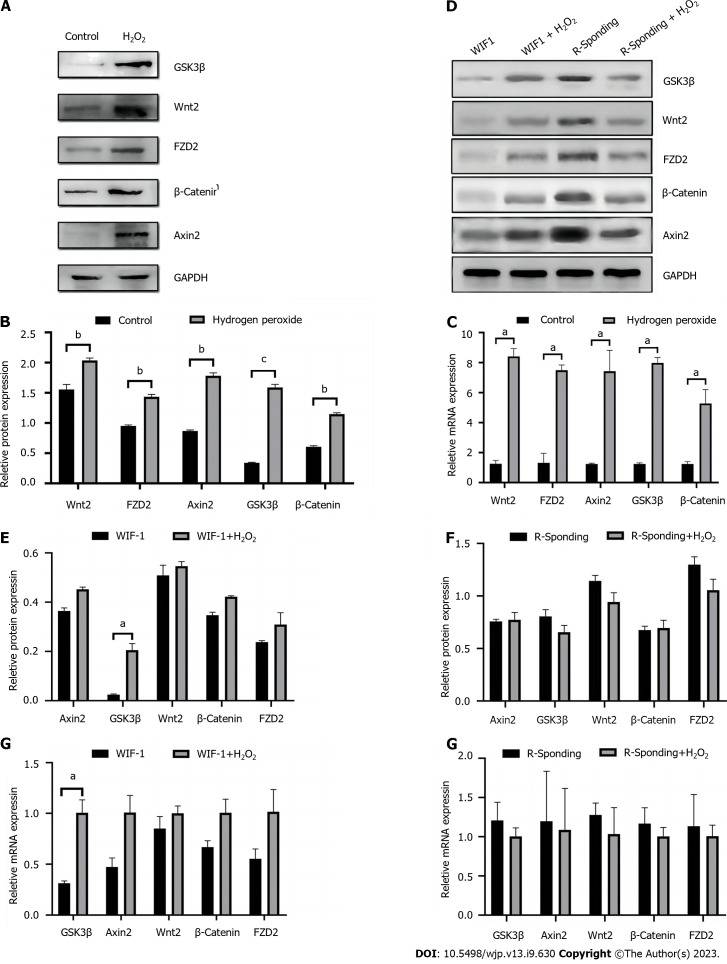 A
Control H₂O₂
GSK3β
Wnt2
FZD2
β-Catenin
Axin2
GAPDH
D
WIF1 WIF1 + H₂O₂ R-Sponding R-Sponding + H₂O₂
GSK3β
Wnt2
FZD2
β-Catenin
Axin2
GAPDH
B
Control Hydrogen peroxide
Reletive protein expression
2.5
2.0
1.5
1.0
0.5
0.0
b b b c b
Wnt2 FZD2 Axin2 GSK3β β-Catenin
C
Control Hydrogen peroxide
Reletive mRNA expression
10
8
6
4
2
0
a a a a a
Wnt2 FZD2 Axin2 GSK3β β-Catenin
E
WIF-1 WIF-1+H₂O₂
Reletive protein expressin
0.6
0.4
0.2
0.0
a
Axin2 GSK3β Wnt2 β-Catenin FZD2
F
R-Sponding R-Sponding+H₂O₂
Reletive protein expressin
1.5
1.0
0.5
0.0
Axin2 GSK3β Wnt2 β-Catenin FZD2
G
WIF-1 WIF-1+H₂O₂
Reletive mRNA expressin
1.5
1.0
0.5
0.0
a
GSK3β Axin2 Wnt2 β-Catenin FZD2
G
R-Sponding R-Sponding+H₂O₂
Reletive mRNA expressin
2.0
1.5
1.2
1.0
0.0
GSK3β Axin2 Wnt2 β-Catenin FZD2
DOI: 10.5498/wjp.v13.i9.630 Copyright ©The Author(s) 2023.